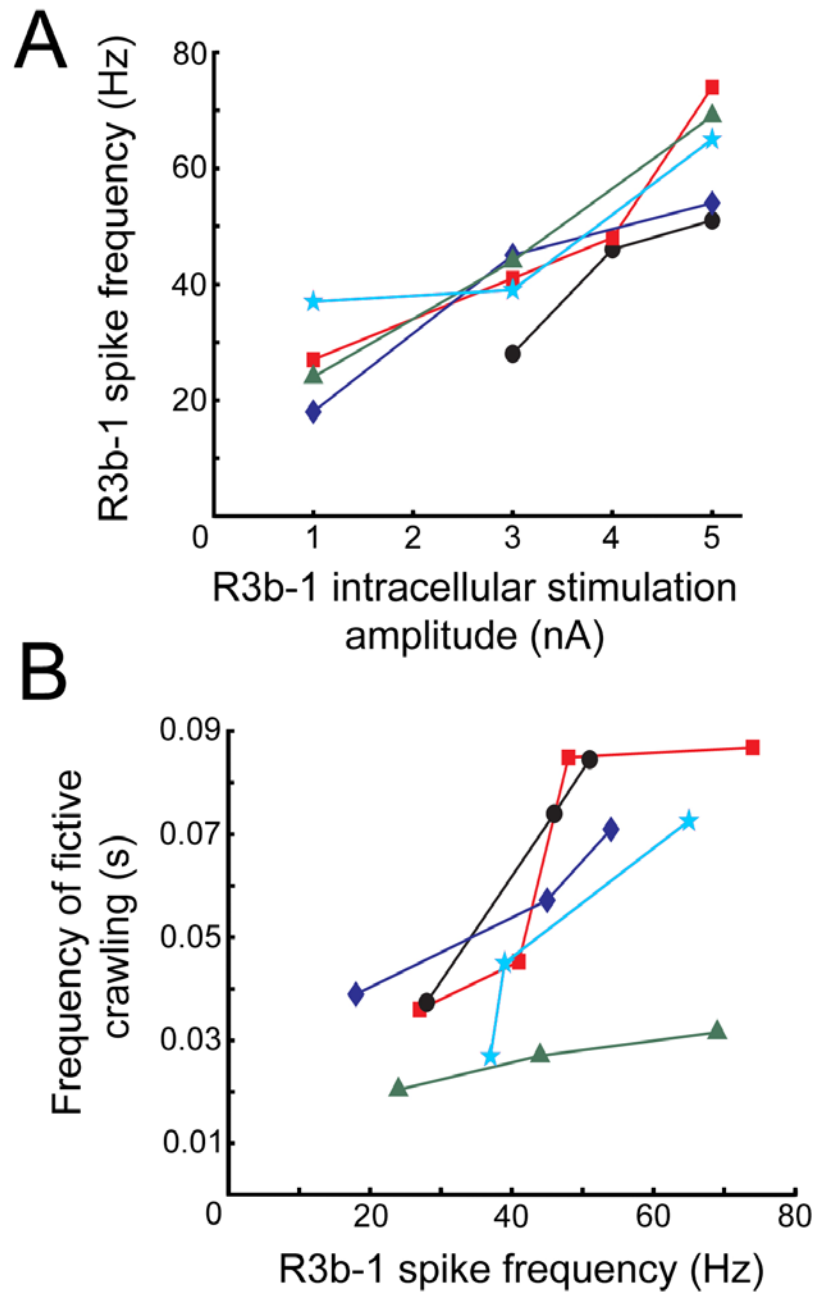 A
R3b-1 spike frequency (Hz)
80
60
40
20
0
1
2
3
4
5
R3b-1 intracellular stimulation
amplitude (nA)
B
Frequency of fictive
crawling (s)
0.09
0.07
0.05
0.03
0.01
0
20
40
60
80
R3b-1 spike frequency (Hz)